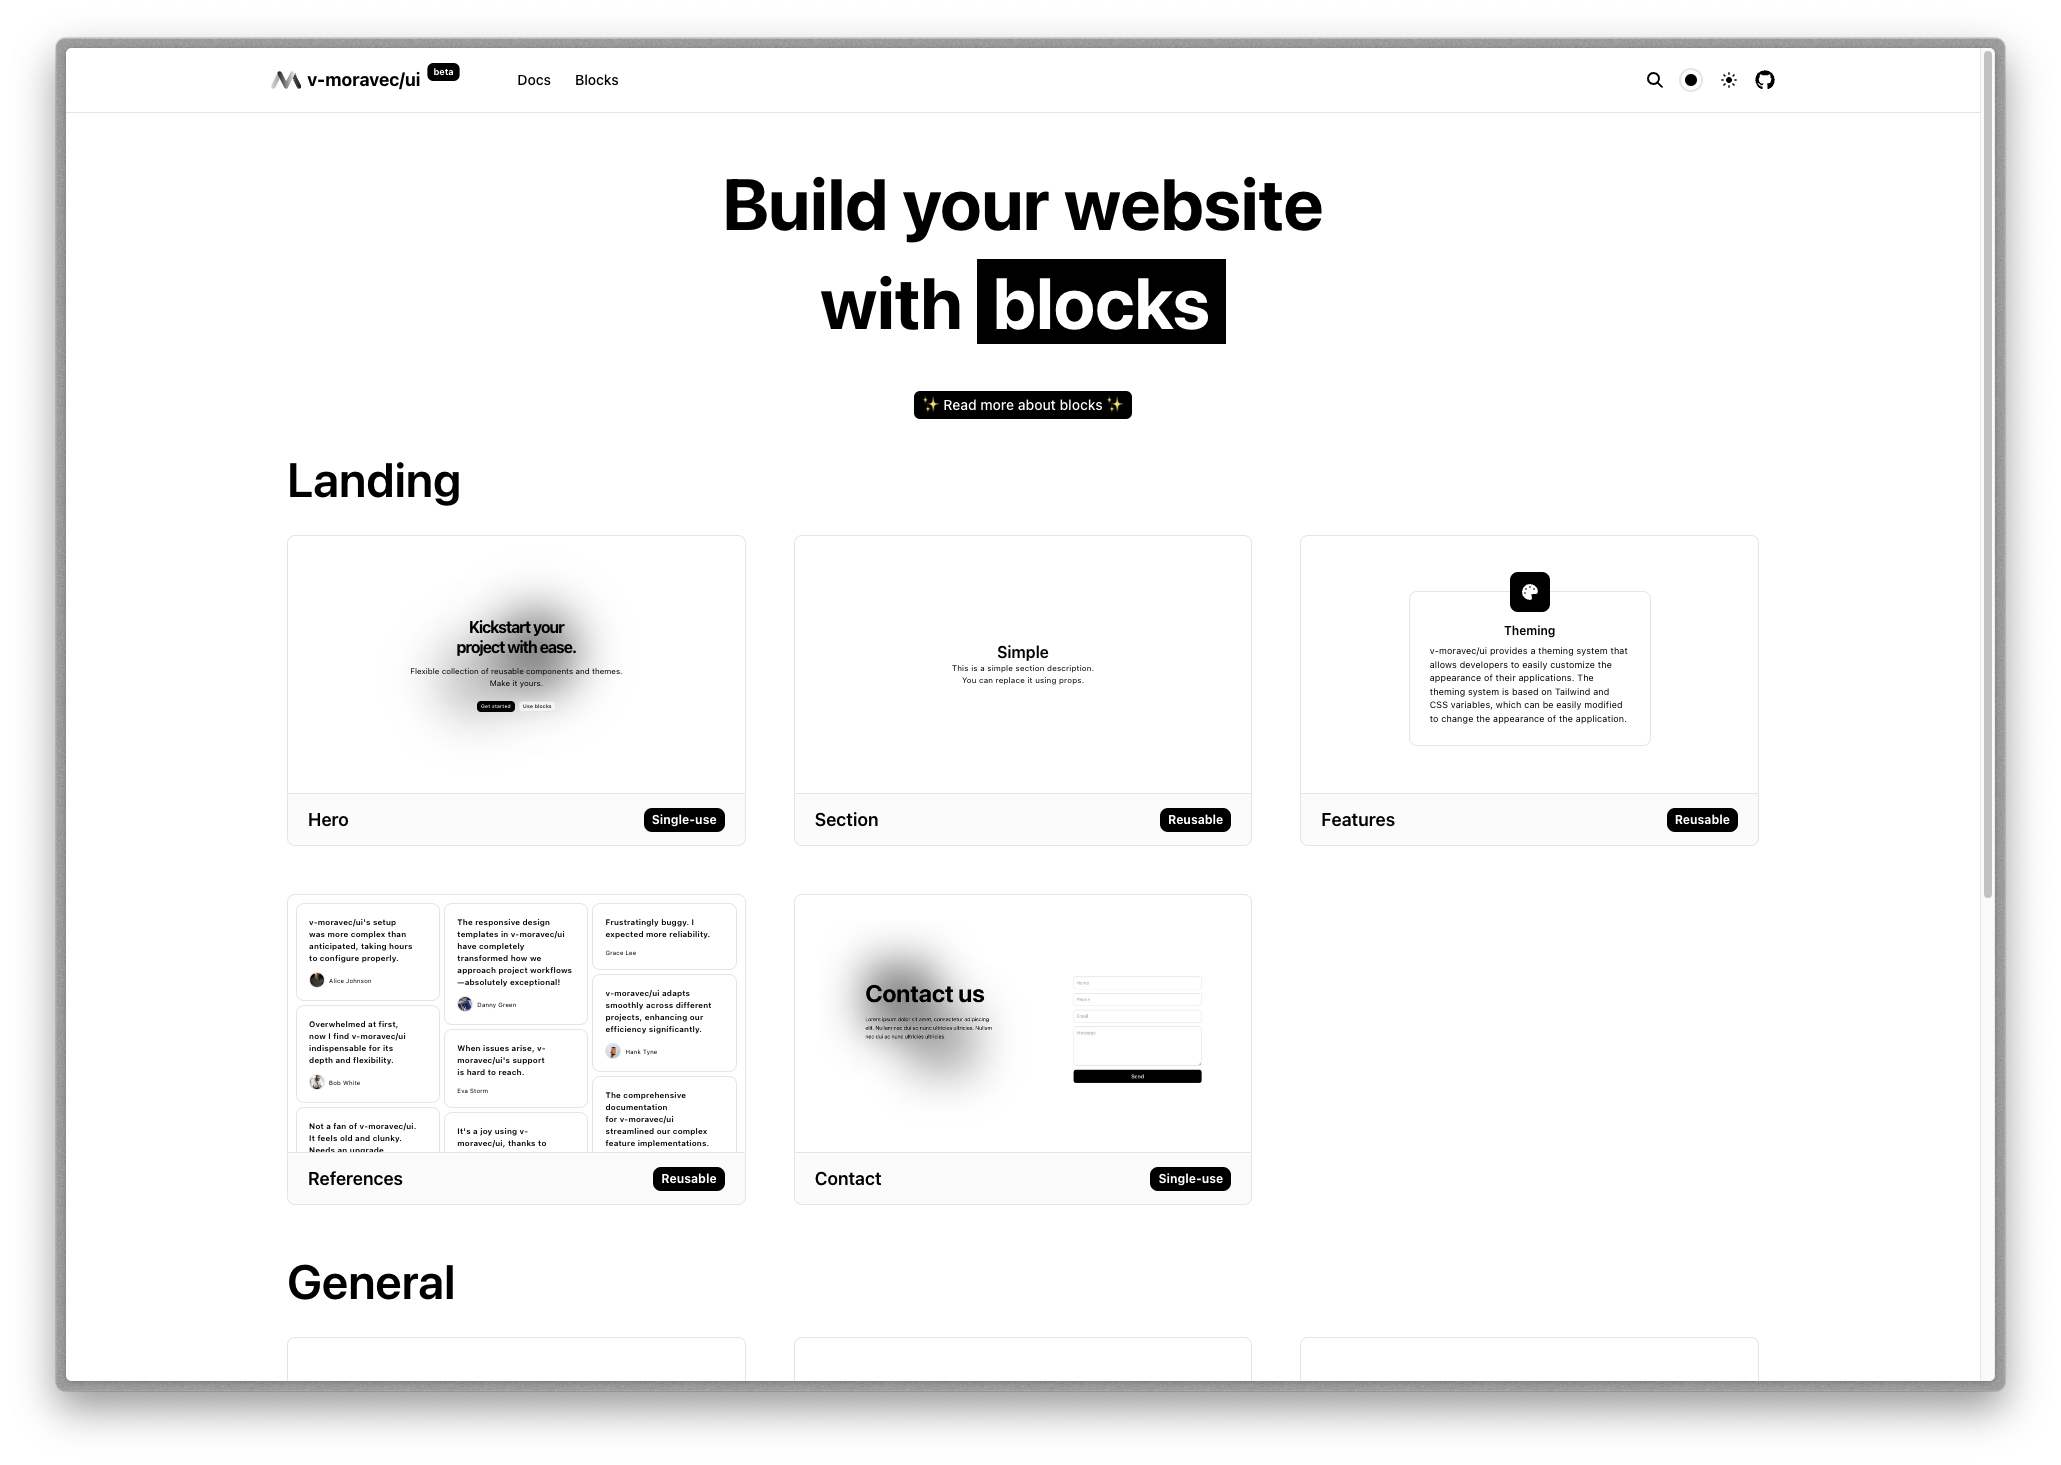 v-moravec/ui beta Docs Blocks
Build your website
with blocks
✨ Read more about blocks ✨
Landing
Kickstart your
project with ease.
Flexible collection of reusable components and themes.
Make it yours.
Get started Use blocks
Hero Single-use
Simple
This is a simple section description.
You can replace it using props.
Section Reusable
Theming
v-moravec/ui provides a theming system that
allows developers to easily customize the
appearance of their applications. The
theming system is based on Tailwind and
CSS variables, which can be easily modified
to change the appearance of the application.
Features Reusable
v-moravec/ui's setup
was more complex than
anticipated, taking hours
to configure properly.
Alice Johnson
Overwhelmed at first,
now I find v-moravec/ui
indispensable for its
depth and flexibility.
Bob White
Not a fan of v-moravec/ui.
It feels old and clunky.
Needs an upgrade
The responsive design
templates in v-moravec/ui
have completely
transformed how we
approach project workflows
—absolutely exceptional!
Danny Green
When issues arise, v-
moravec/ui's support
is hard to reach.
Eva Storm
It's a joy using v-
moravec/ui, thanks to
Frustratingly buggy. I
expected more reliability.
Grace Lee
v-moravec/ui adapts
smoothly across different
projects, enhancing our
efficiency significantly.
Hank Tyne
The comprehensive
documentation
for v-moravec/ui
streamlined our complex
feature implementations.
References Reusable
Contact us
Lorem ipsum dolor sit amet, consectetur adipiscing
elit. Nullam nec dui ac nunc ultricies ultricies. Nullam
nec dui ac nunc ultricies ultricies.
Name
Phone
Email
Message
Send
Contact Single-use
General